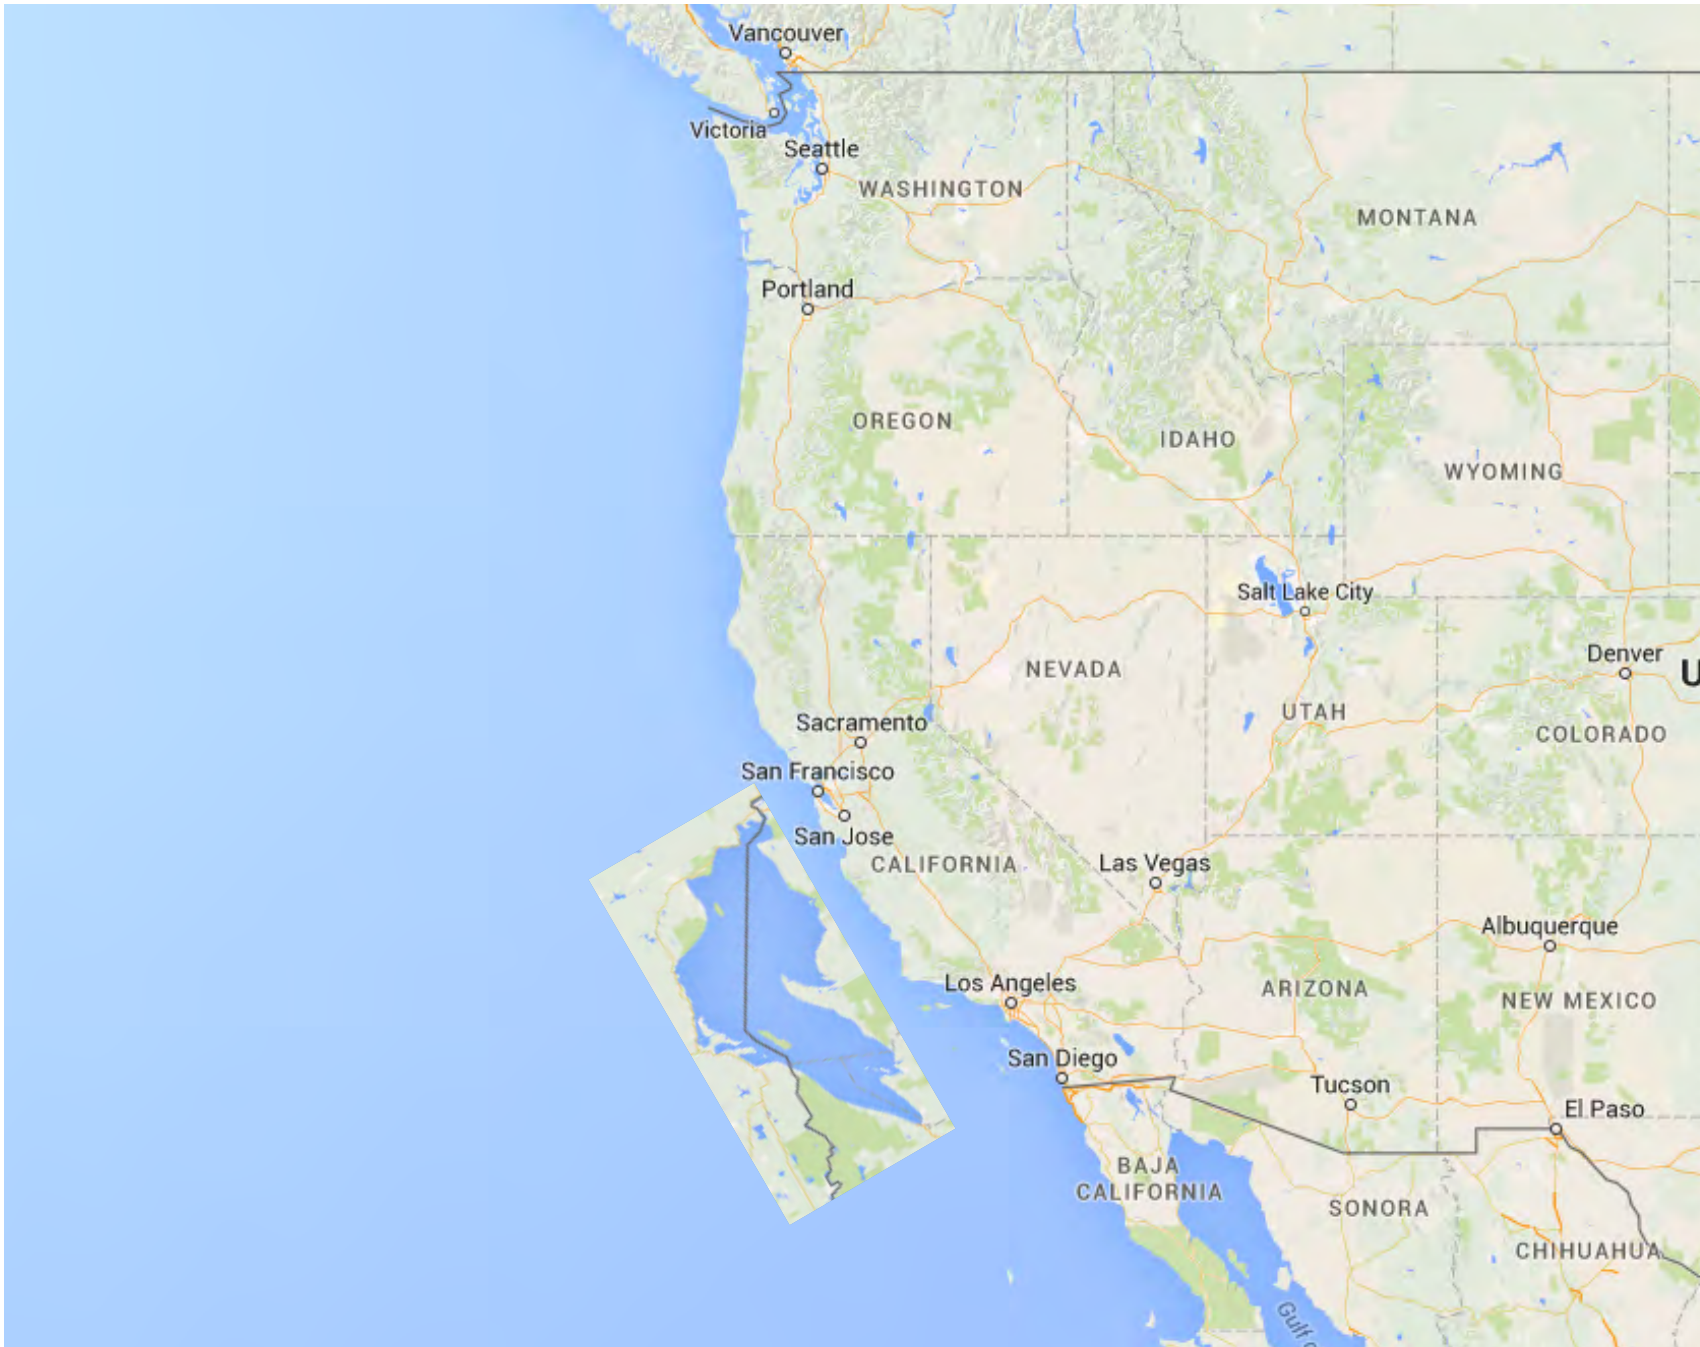 Vancouver
Victoria
Seattle
WASHINGTON
MONTANA
Portland
OREGON
IDAHO
WYOMING
Salt Lake City
NEVADA
Denver
U
UTAH
COLORADO
Sacramento
San Francisco
San Jose
CALIFORNIA
Las Vegas
Albuquerque
Los Angeles
ARIZONA
NEW MEXICO
San Diego
Tucson
El Paso
BAJA
CALIFORNIA
SONORA
CHIHUAHUA
Gulf